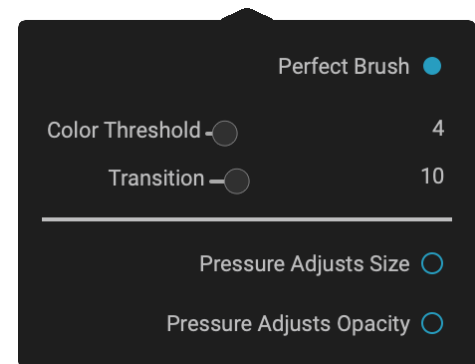 Perfect Brush
Color Threshold 4
Transition 10
Pressure Adjusts Size
Pressure Adjusts Opacity